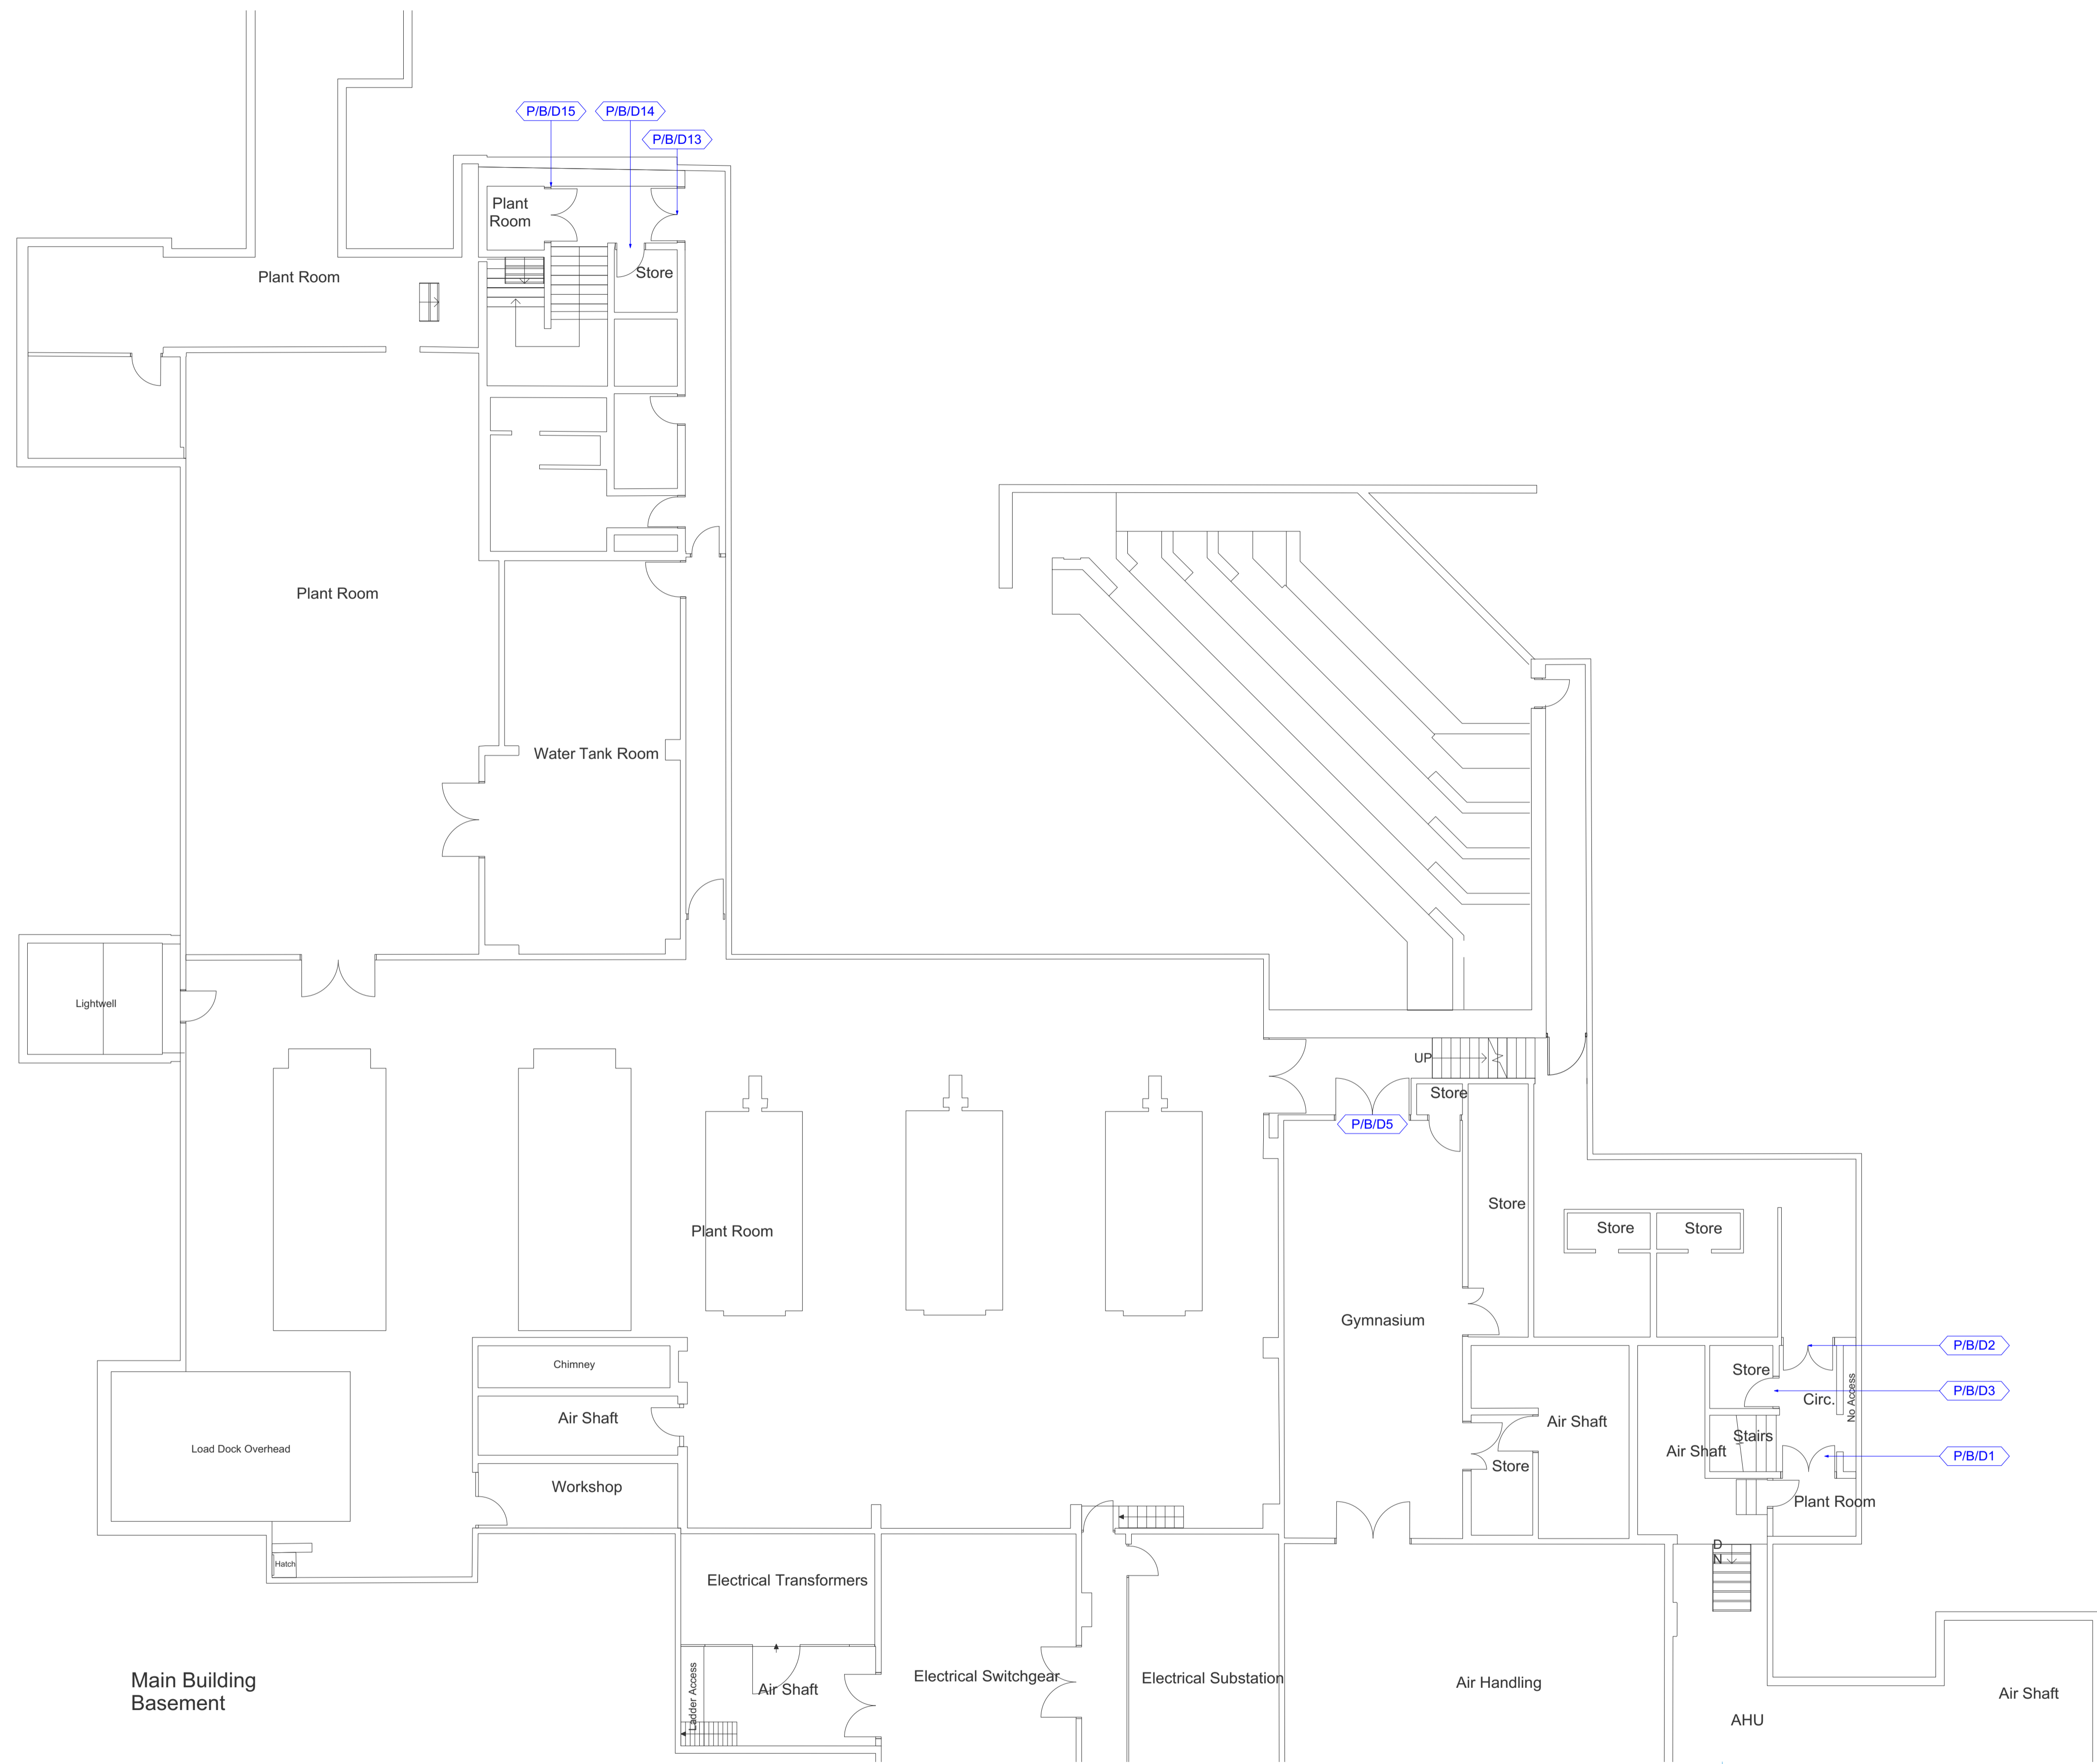 P/B/D15
P/B/D14
P/B/D13
Plant
Room
Store
Plant Room
Plant Room
Water Tank Room
Lightwell
UP
Store
P/B/D5
Store
Store
Store
Plant Room
Gymnasium
P/B/D2
Chimney
Store
P/B/D3
Circ.
No Access
Air Shaft
Air Shaft
Load Dock Overhead
Stairs
Air Shaft
P/B/D1
Store
Workshop
Plant Room
D
N
Hatch
Electrical Transformers
Main Building
Basement
Ladder Access
Air Shaft
Electrical Switchgear
Electrical Substation
Air Handling
Air Shaft
AHU